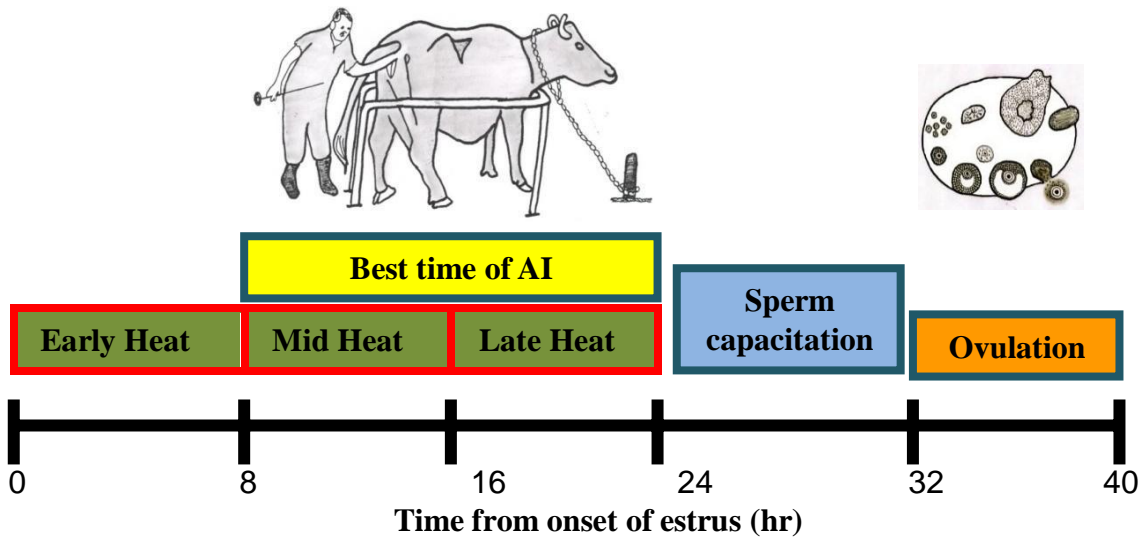 Best time of AI
Early Heat
Mid Heat
Late Heat
Sperm
capacitation
Ovulation
0
8
16
24
32
40
Time from onset of estrus (hr)